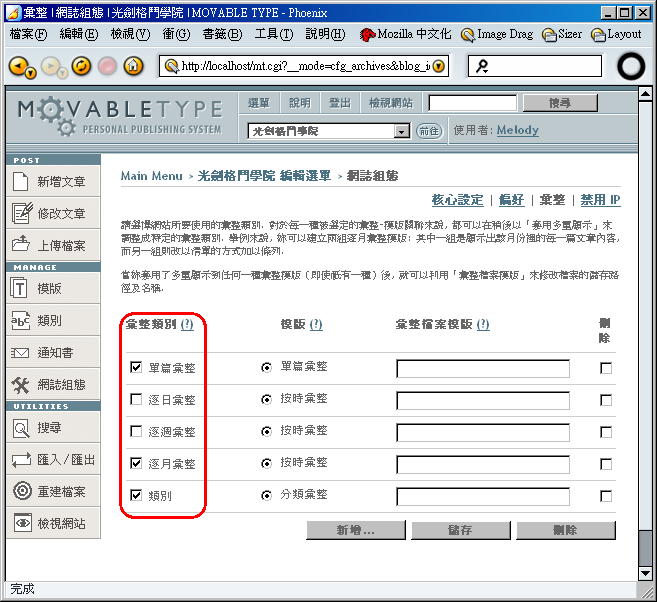 彙整 | 網誌組態 | 光劍格鬥學院 | MOVABLE TYPE - Phoenix
檔案(F) 編輯(E) 檢視(V) 衝(G) 書籤(B) 工具(T) 說明(H) Mozilla 中文化 Image Drag Sizer Layout
http://localhost/mt.cgi?__mode=cfg_archives&blog_i
MOVABLETYPE
PERSONAL PUBLISHING SYSTEM
選單 說明 登出 檢視網站 搜尋
光劍格鬥學院 前往 使用者: Melody
POST
新增文章
修改文章
上傳檔案
MANAGE
模版
類別
通知書
網誌組態
UTILITIES
搜尋
匯入/匯出
重建檔案
檢視網站
Main Menu > 光劍格鬥學院 編輯選單 > 網誌組態
核心設定 | 偏好 | 彙整 | 禁用 IP
請選擇網站所要使用的彙整類別. 對於每一種被選定的彙整-模版關聯來說, 都可以在稍後以「套用多重顯示」來
調整成特定的彙整類別. 舉例來說, 妳可以建立兩組逐月彙整模版: 其中一組是顯示出該月份裡的每一篇文章內容,
而另一組則改以清單的方式加以條列.
當妳套用了多重顯示到任何一種彙整模版 (即使祇有一種) 後, 就可以利用「彙整檔案模版」來修改檔案的儲存路
徑及名稱.
彙整類別 (?) 模版 (?) 彙整檔案模版 (?) 刪除
單篇彙整 單篇彙整
逐日彙整 按時彙整
逐週彙整 按時彙整
逐月彙整 按時彙整
類別 分類彙整
新增... 儲存 刪除
完成